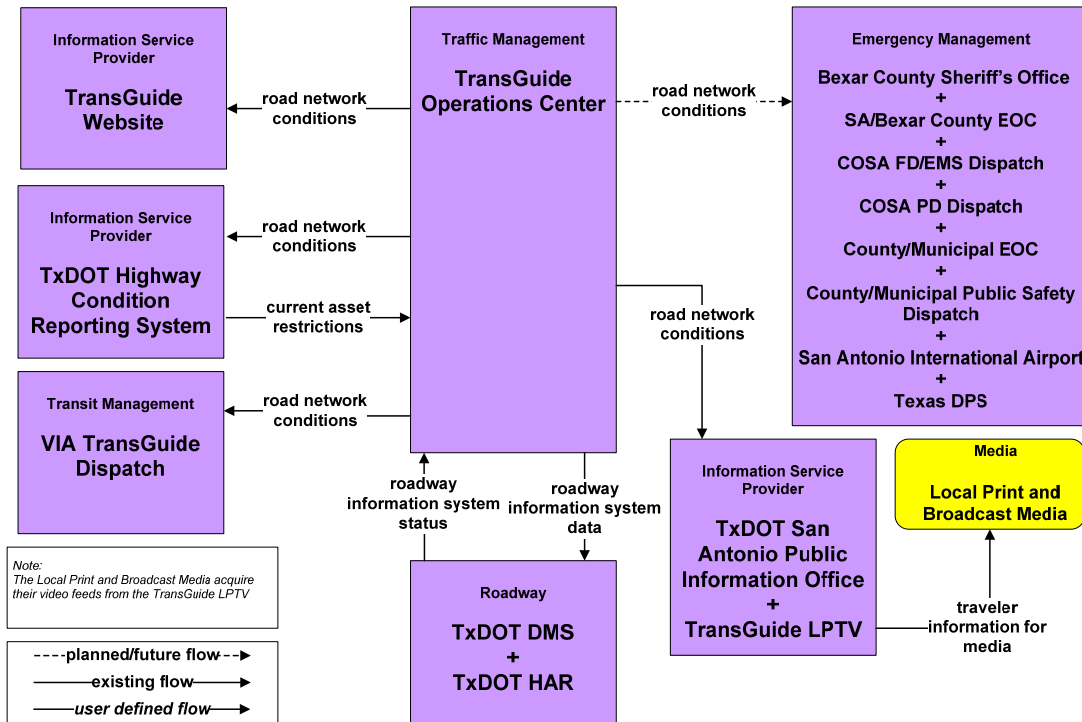 Information Service
Provider
TransGuide
Website
road network
conditions
Traffic Management
TransGuide
Operations Center
road network
conditions
Emergency Management
Bexar County Sheriff's Office
+
SA/Bexar County EOC
+
COSA FD/EMS Dispatch
+
COSA PD Dispatch
+
County/Municipal EOC
+
County/Municipal Public Safety
Dispatch
+
San Antonio International Airport
+
Texas DPS
Information Service
Provider
TxDOT Highway
Condition
Reporting System
road network
conditions
current asset
restrictions
road network
conditions
Transit Management
VIA TransGuide
Dispatch
road network
conditions
roadway
information system
status
roadway
information system
data
Information Service
Provider
TxDOT San
Antonio Public
Information Office
+
TransGuide LPTV
Media
Local Print and
Broadcast Media
traveler
information for
media
Roadway
TxDOT DMS
+
TxDOT HAR
Note:
The Local Print and Broadcast Media acquire
their video feeds from the TransGuide LPTV
planned/future flow
existing flow
user defined flow